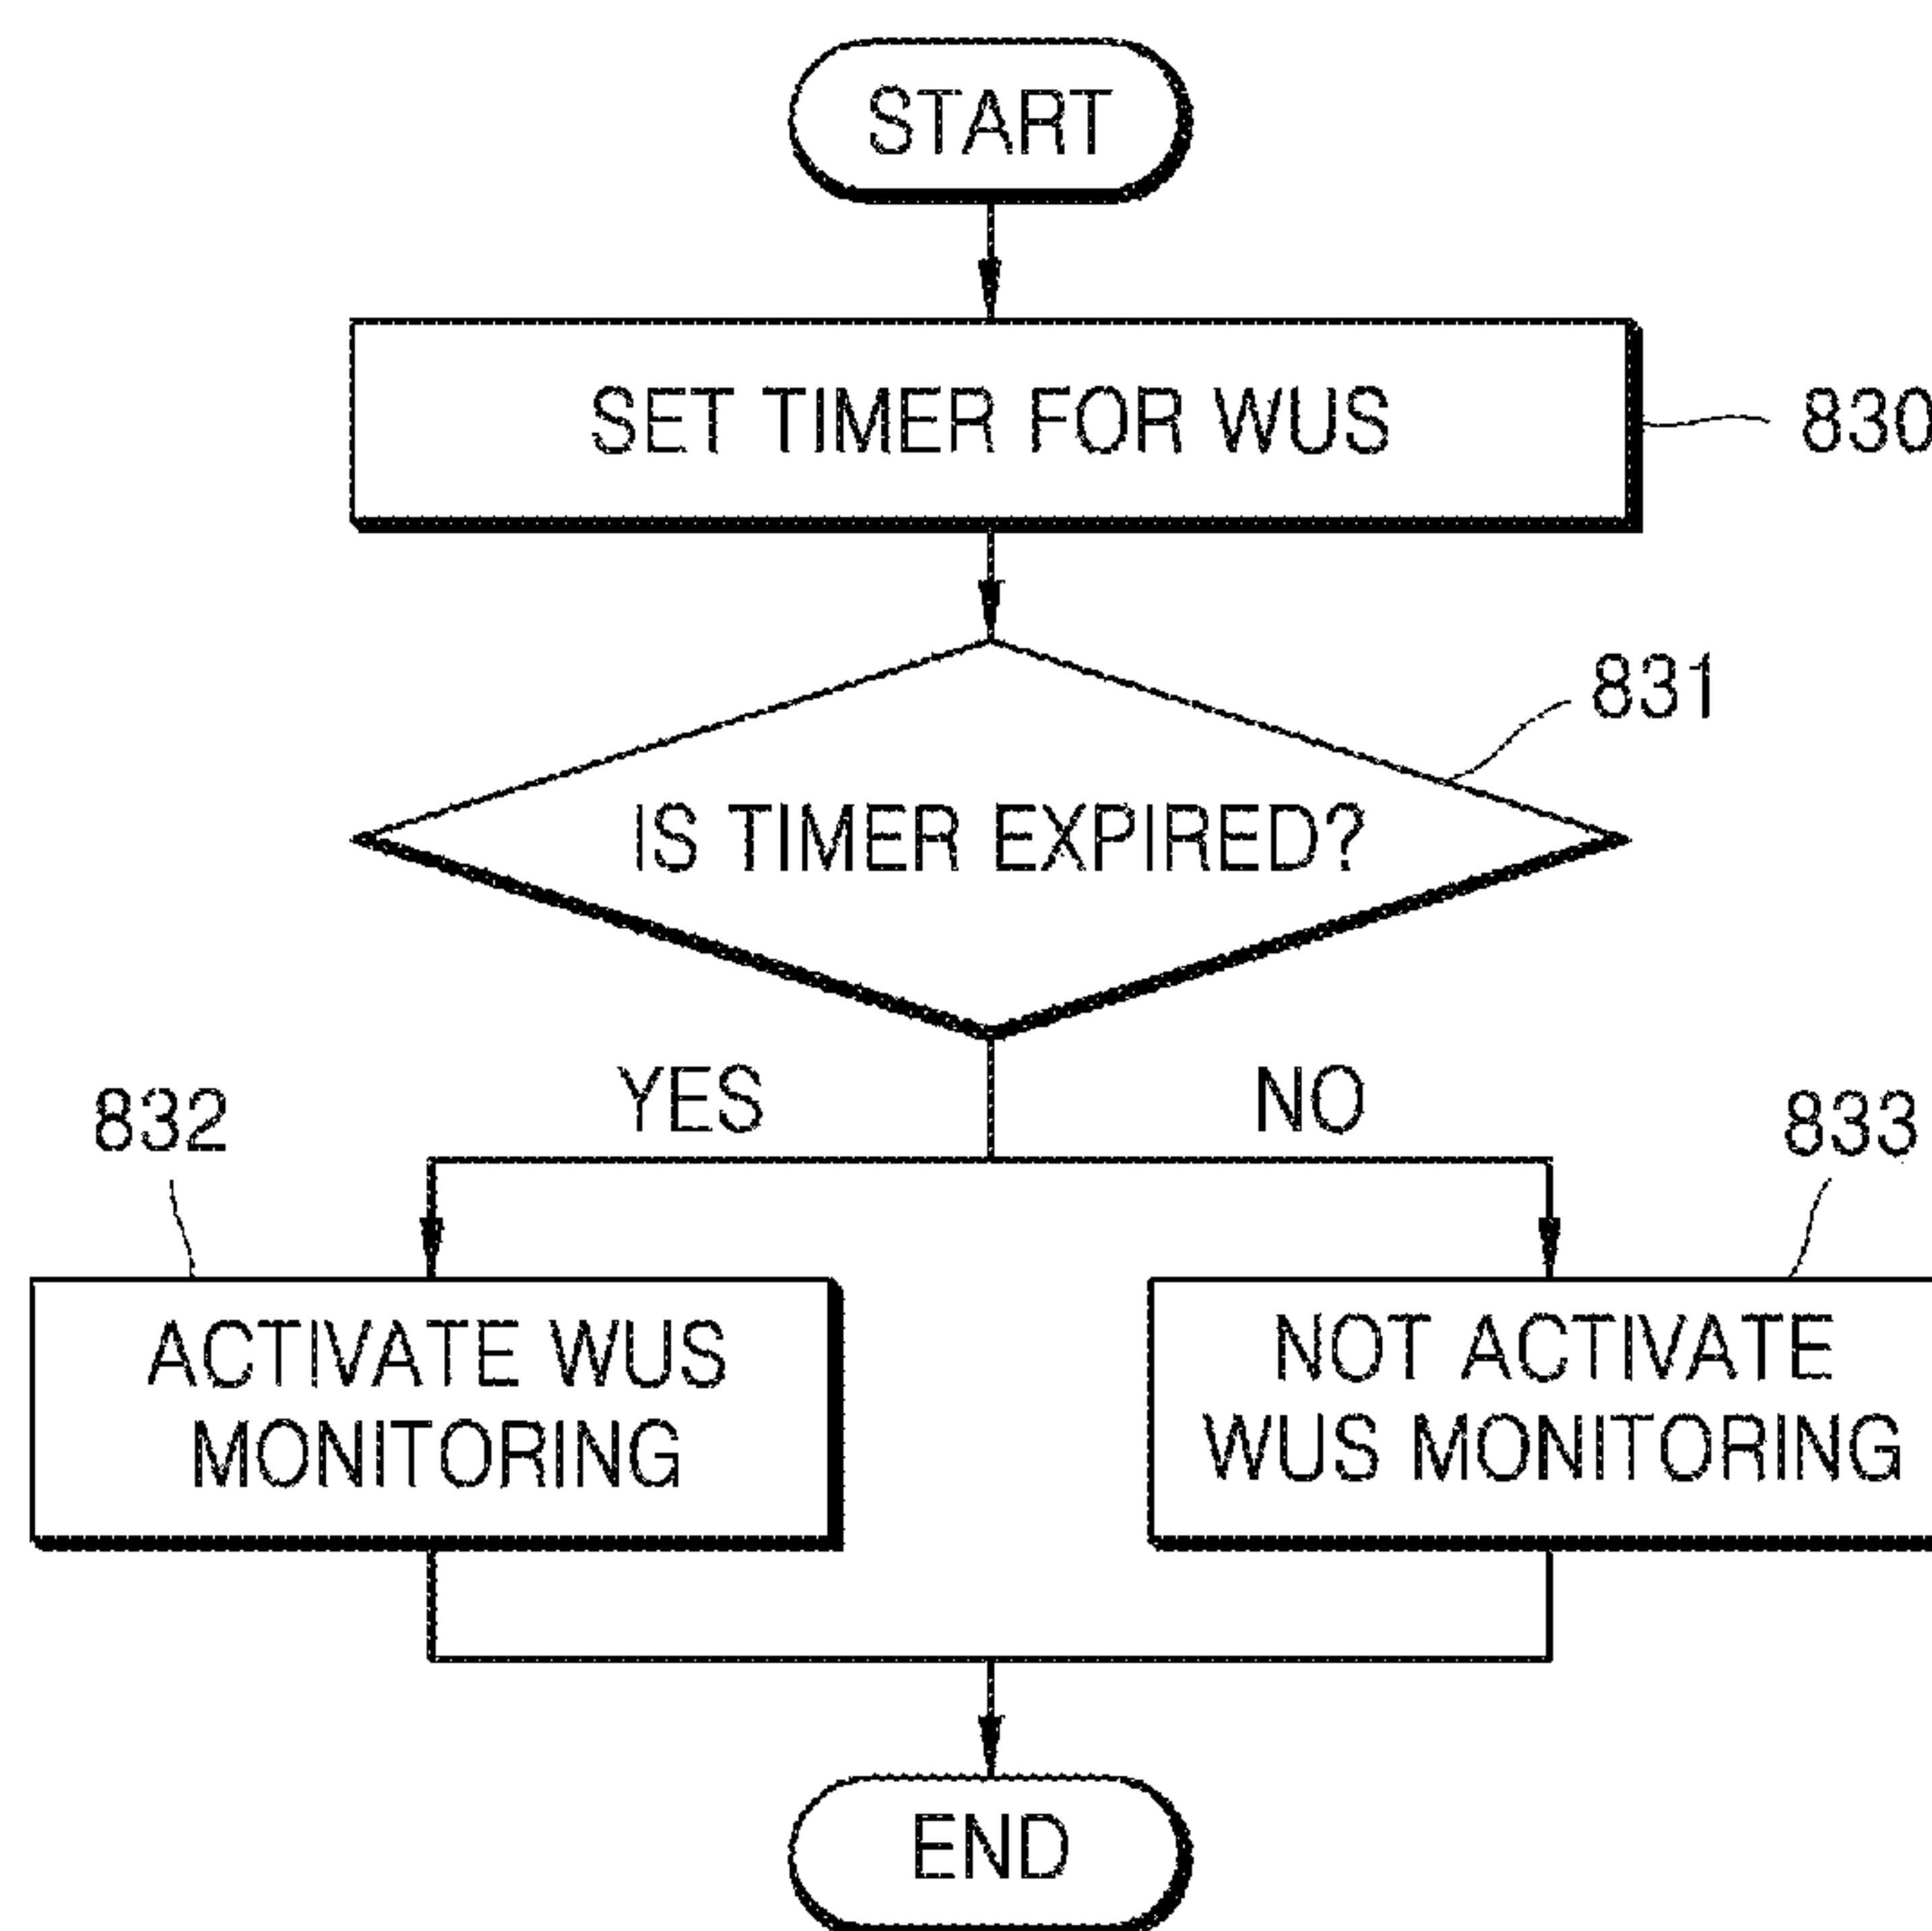 START
SET TIMER FOR WUS
830
831
IS TIMER EXPIRED?
YES
NO
832
833
ACTIVATE WUS
MONITORING
NOT ACTIVATE
WUS MONITORING
END